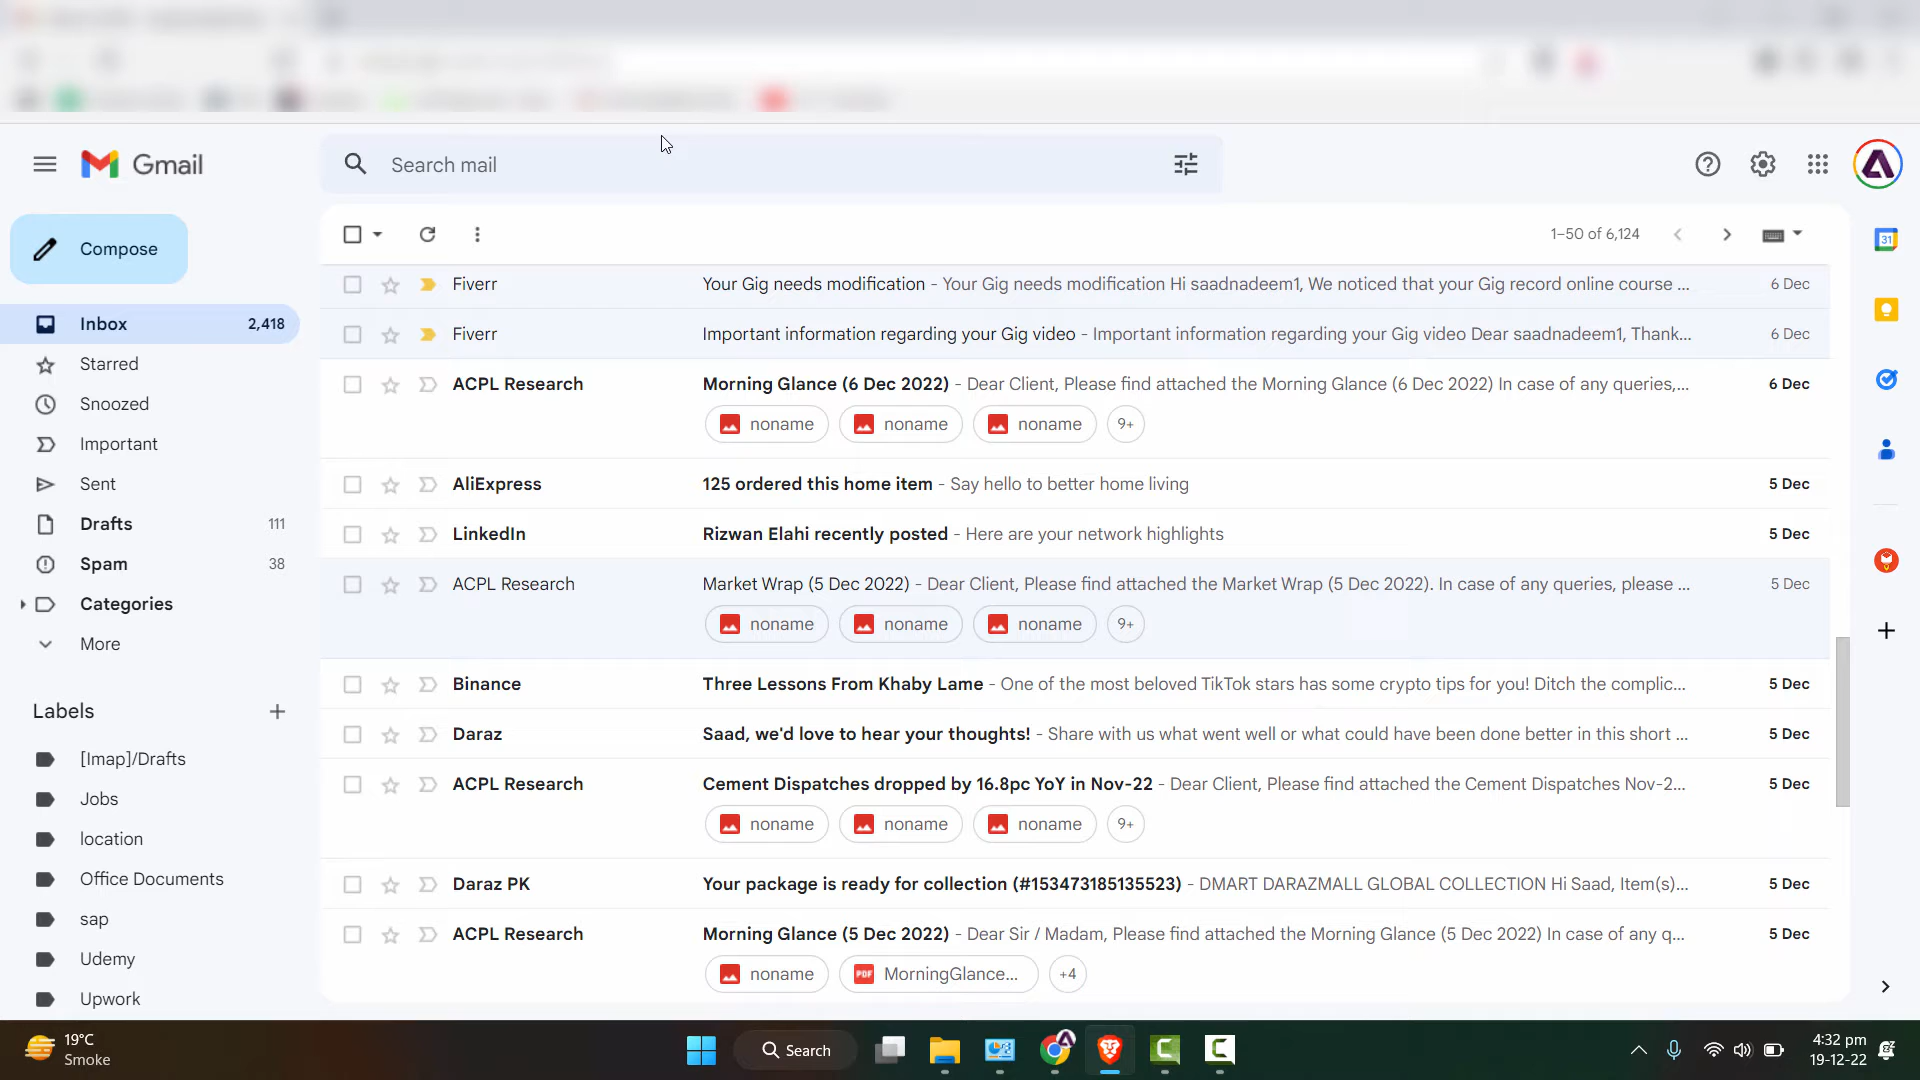 Gmail
Search mail
Compose
1–50 of 6,124
Inbox 2,418
Starred
Snoozed
Important
Sent
Drafts 111
Spam 38
Categories
More
Labels
[Imap]/Drafts
Jobs
location
Office Documents
sap
Udemy
Upwork
Fiverr Your Gig needs modification - Your Gig needs modification Hi saadnadeem1, We noticed that your Gig record online course ... 6 Dec
Fiverr Important information regarding your Gig video - Important information regarding your Gig video Dear saadnadeem1, Thank... 6 Dec
ACPL Research Morning Glance (6 Dec 2022) - Dear Client, Please find attached the Morning Glance (6 Dec 2022) In case of any queries,... 6 Dec
noname noname noname 9+
AliExpress 125 ordered this home item - Say hello to better home living 5 Dec
LinkedIn Rizwan Elahi recently posted - Here are your network highlights 5 Dec
ACPL Research Market Wrap (5 Dec 2022) - Dear Client, Please find attached the Market Wrap (5 Dec 2022). In case of any queries, please ... 5 Dec
noname noname noname 9+
Binance Three Lessons From Khaby Lame - One of the most beloved TikTok stars has some crypto tips for you! Ditch the complic... 5 Dec
Daraz Saad, we'd love to hear your thoughts! - Share with us what went well or what could have been done better in this short ... 5 Dec
ACPL Research Cement Dispatches dropped by 16.8pc YoY in Nov-22 - Dear Client, Please find attached the Cement Dispatches Nov-2... 5 Dec
noname noname noname 9+
Daraz PK Your package is ready for collection (#153473185135523) - DMART DARAZMALL GLOBAL COLLECTION Hi Saad, Item(s)... 5 Dec
ACPL Research Morning Glance (5 Dec 2022) - Dear Sir / Madam, Please find attached the Morning Glance (5 Dec 2022) In case of any q... 5 Dec
noname PDF MorningGlance... +4
31
19°C
Smoke
Search
4:32 pm
19-12-22